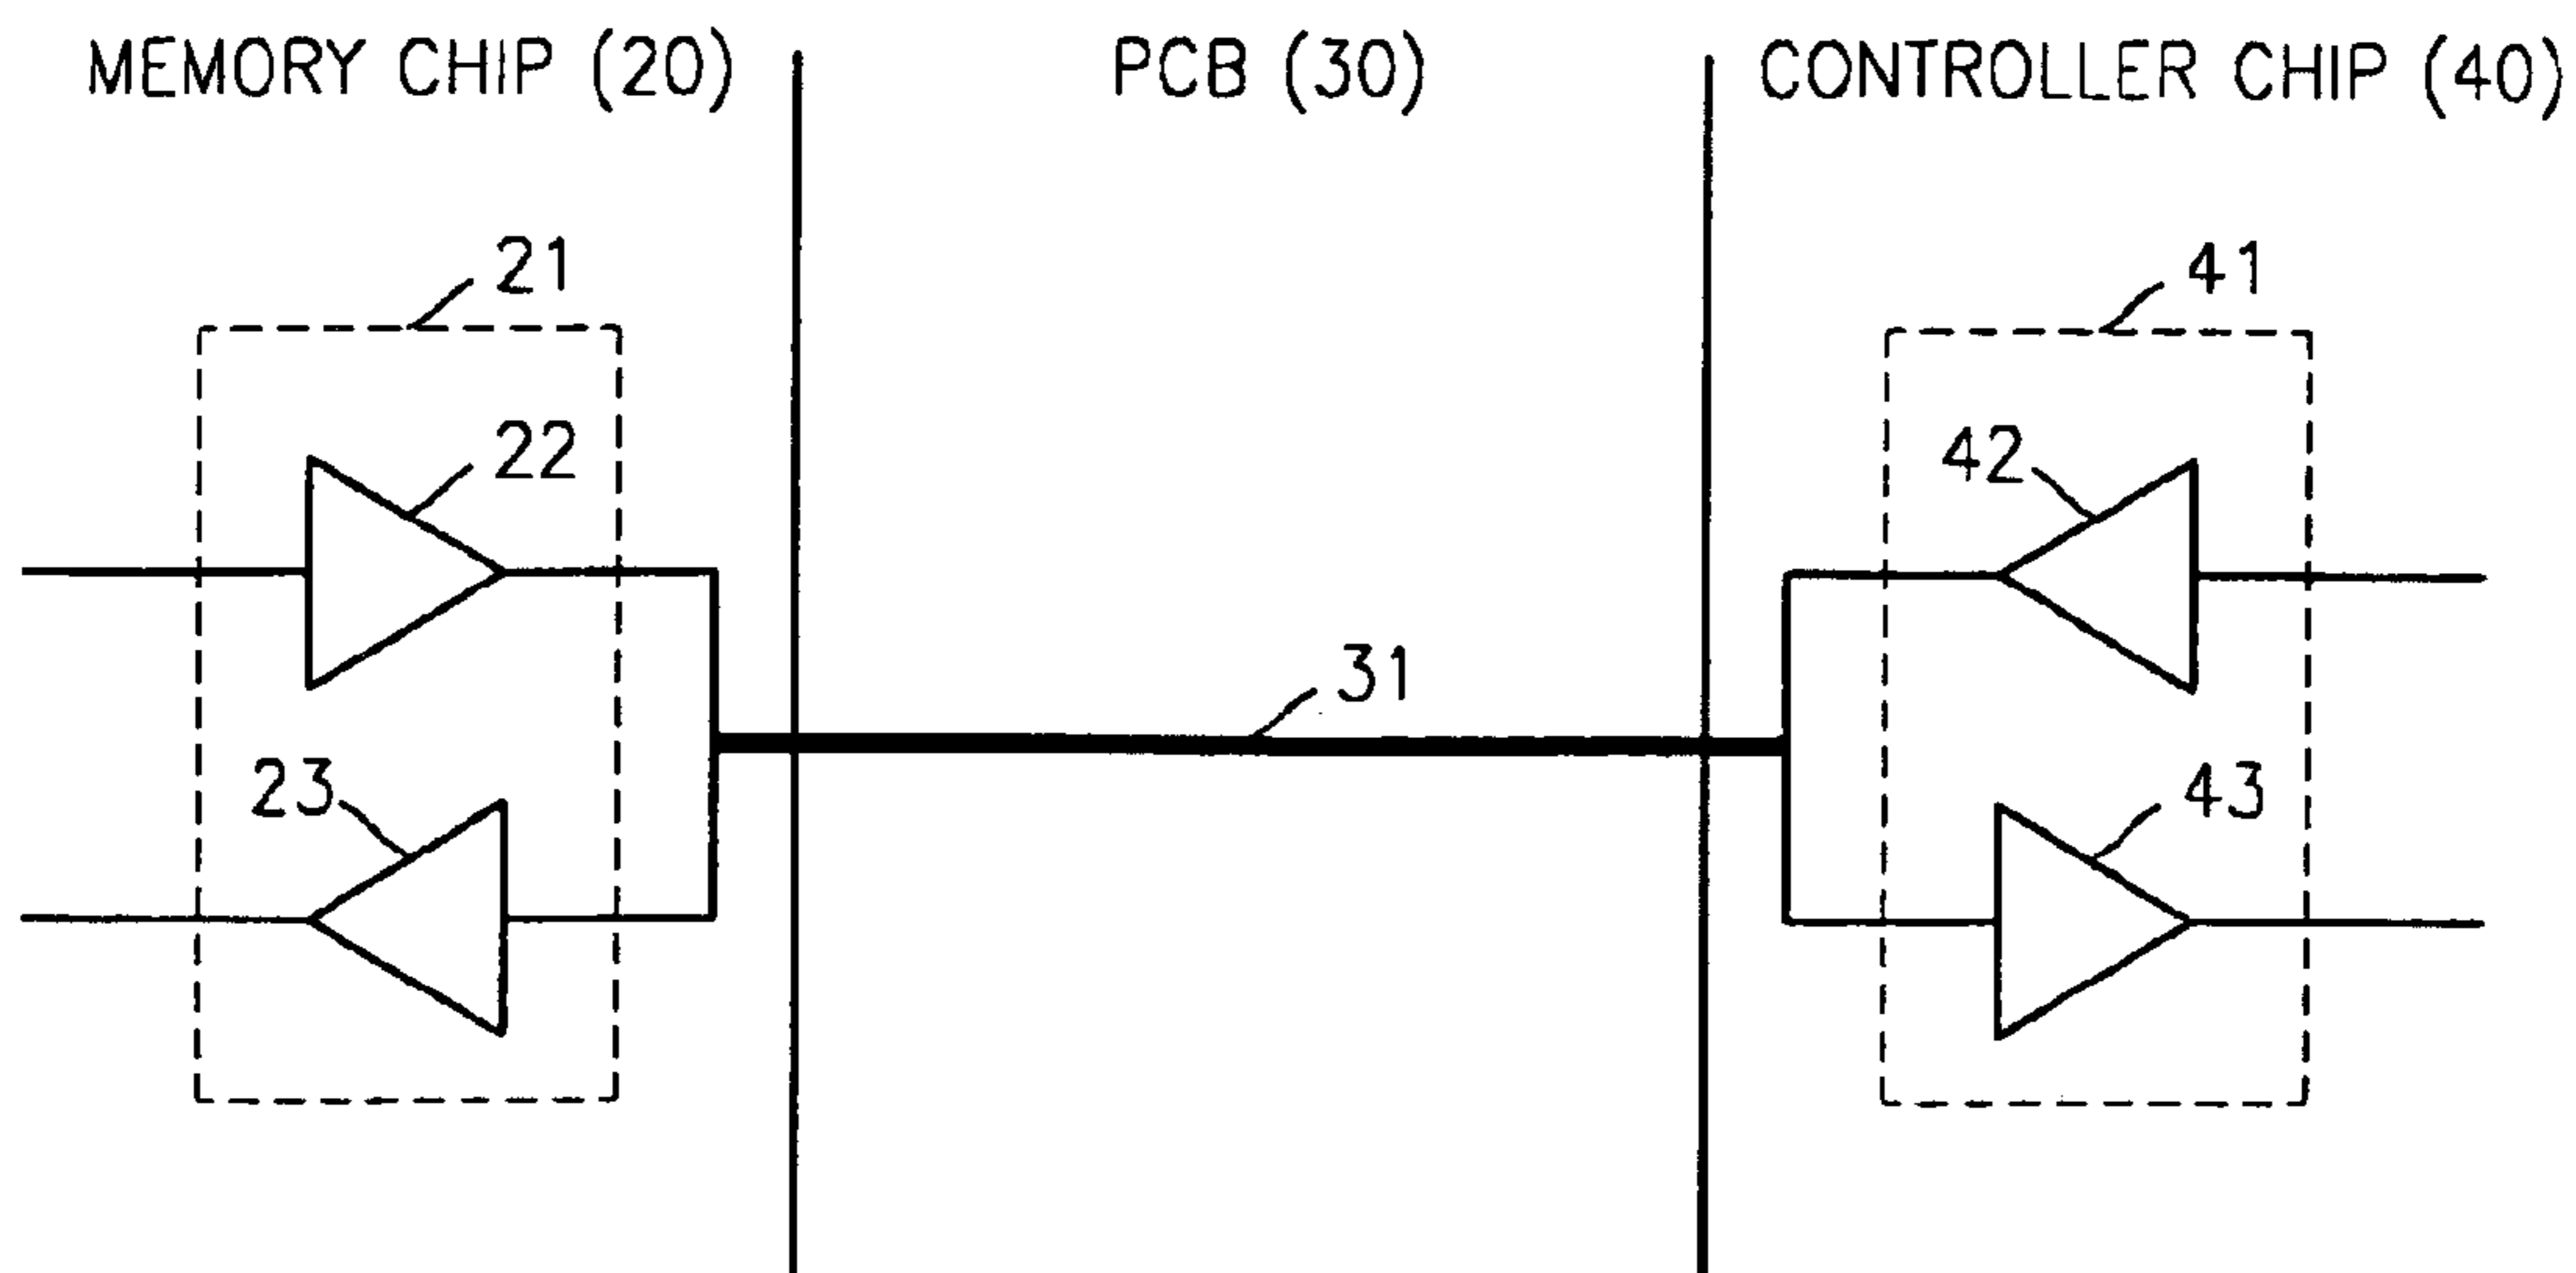 MEMORY CHIP (20)
PCB (30)
CONTROLLER CHIP (40)
21
41
22
42
31
23
43